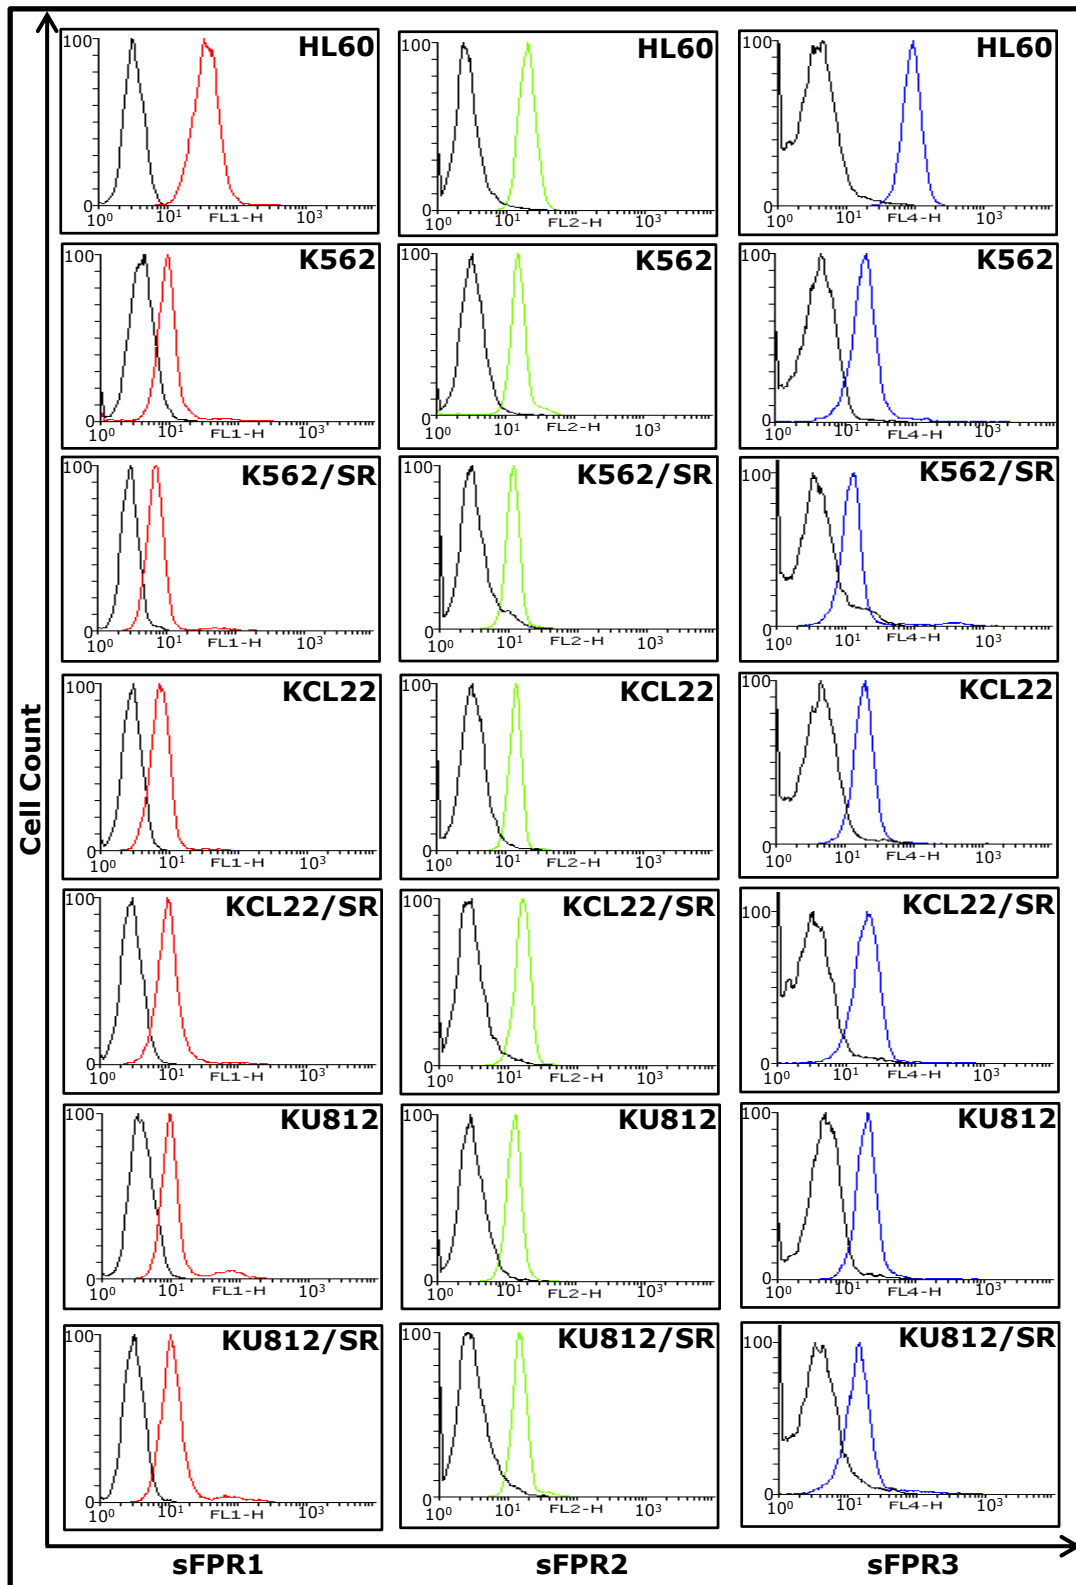 Cell Count
100 HL60
0
10⁰ 10¹ FL1-H 10³
100 HL60
0
10⁰ 10¹ FL2-H 10³
100 HL60
0
10⁰ 10¹ FL4-H 10³
100 K562
0
10⁰ 10¹ FL1-H 10³
100 K562
0
10⁰ 10¹ FL2-H 10³
100 K562
0
10⁰ 10¹ FL4-H 10³
100 K562/SR
0
10⁰ 10¹ FL1-H 10³
100 K562/SR
0
10⁰ 10¹ FL2-H 10³
100 K562/SR
0
10⁰ 10¹ FL4-H 10³
100 KCL22
0
10⁰ 10¹ FL1-H 10³
100 KCL22
0
10⁰ 10¹ FL2-H 10³
100 KCL22
0
10⁰ 10¹ FL4-H 10³
100 KCL22/SR
0
10⁰ 10¹ FL1-H 10³
100 KCL22/SR
0
10⁰ 10¹ FL2-H 10³
100 KCL22/SR
0
10⁰ 10¹ FL4-H 10³
100 KU812
0
10⁰ 10¹ FL1-H 10³
100 KU812
0
10⁰ 10¹ FL2-H 10³
100 KU812
0
10⁰ 10¹ FL4-H 10³
100 KU812/SR
0
10⁰ 10¹ FL1-H 10³
100 KU812/SR
0
10⁰ 10¹ FL2-H 10³
100 KU812/SR
0
10⁰ 10¹ FL4-H 10³
sFPR1 sFPR2 sFPR3